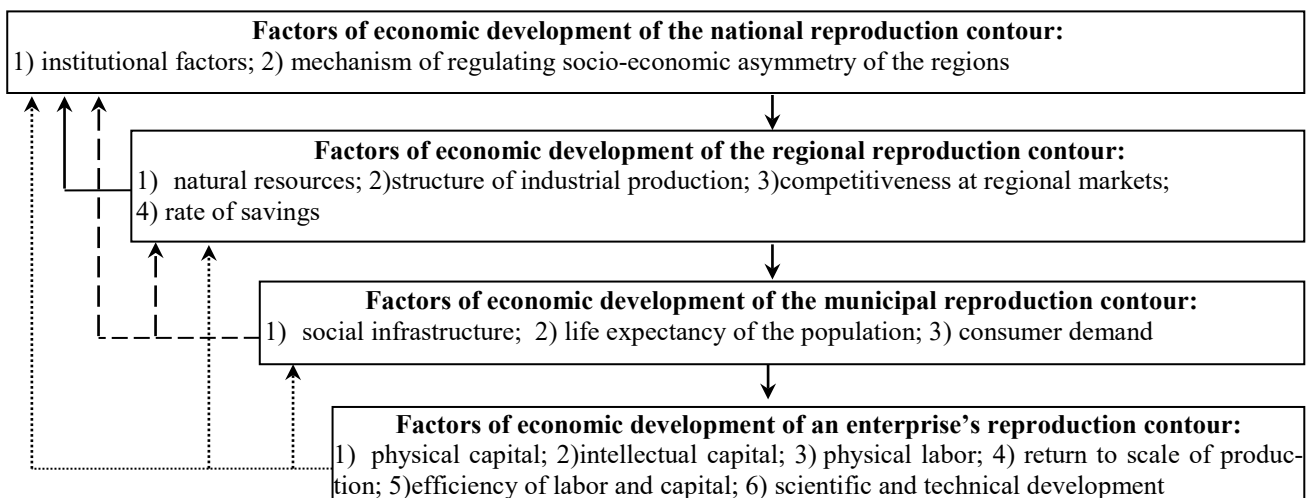 Factors of economic development of the national reproduction contour:
1) institutional factors; 2) mechanism of regulating socio-economic asymmetry of the regions
Factors of economic development of the regional reproduction contour:
1) natural resources; 2)structure of industrial production; 3)competitiveness at regional markets;
4) rate of savings
Factors of economic development of the municipal reproduction contour:
1) social infrastructure; 2) life expectancy of the population; 3) consumer demand
Factors of economic development of an enterprise’s reproduction contour:
1) physical capital; 2)intellectual capital; 3) physical labor; 4) return to scale of produc-
tion; 5)efficiency of labor and capital; 6) scientific and technical development